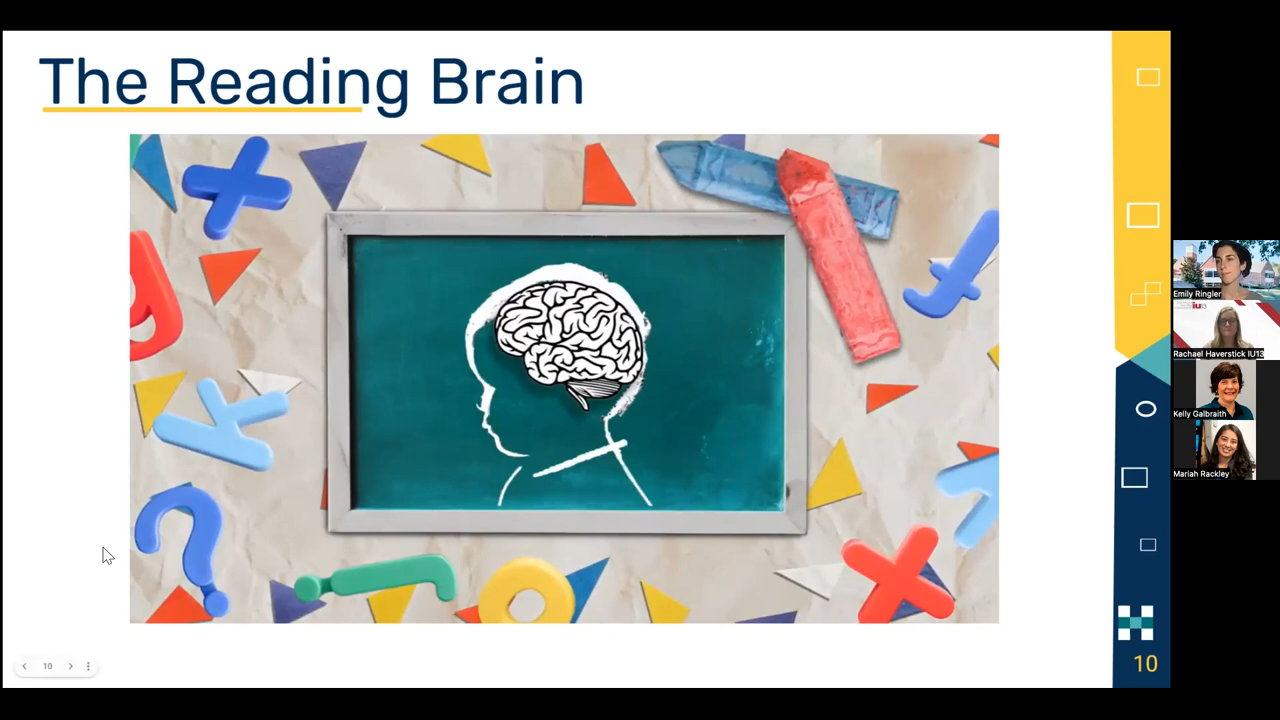 The Reading Brain
Emily Ringler
Rachael Haverstick IU13
Kelly Galbraith
Mariah Rackley
10
10